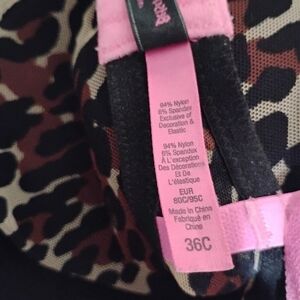 94% Nylon
6% Spandex
Exclusive of
Decoration &
Elastic
94% Nylon
6% Spandex
À L'exception
Des Décorations
Et De
L'élastique
EUR
80C/95C
Made in China
Fabriqué en
Chine
36C